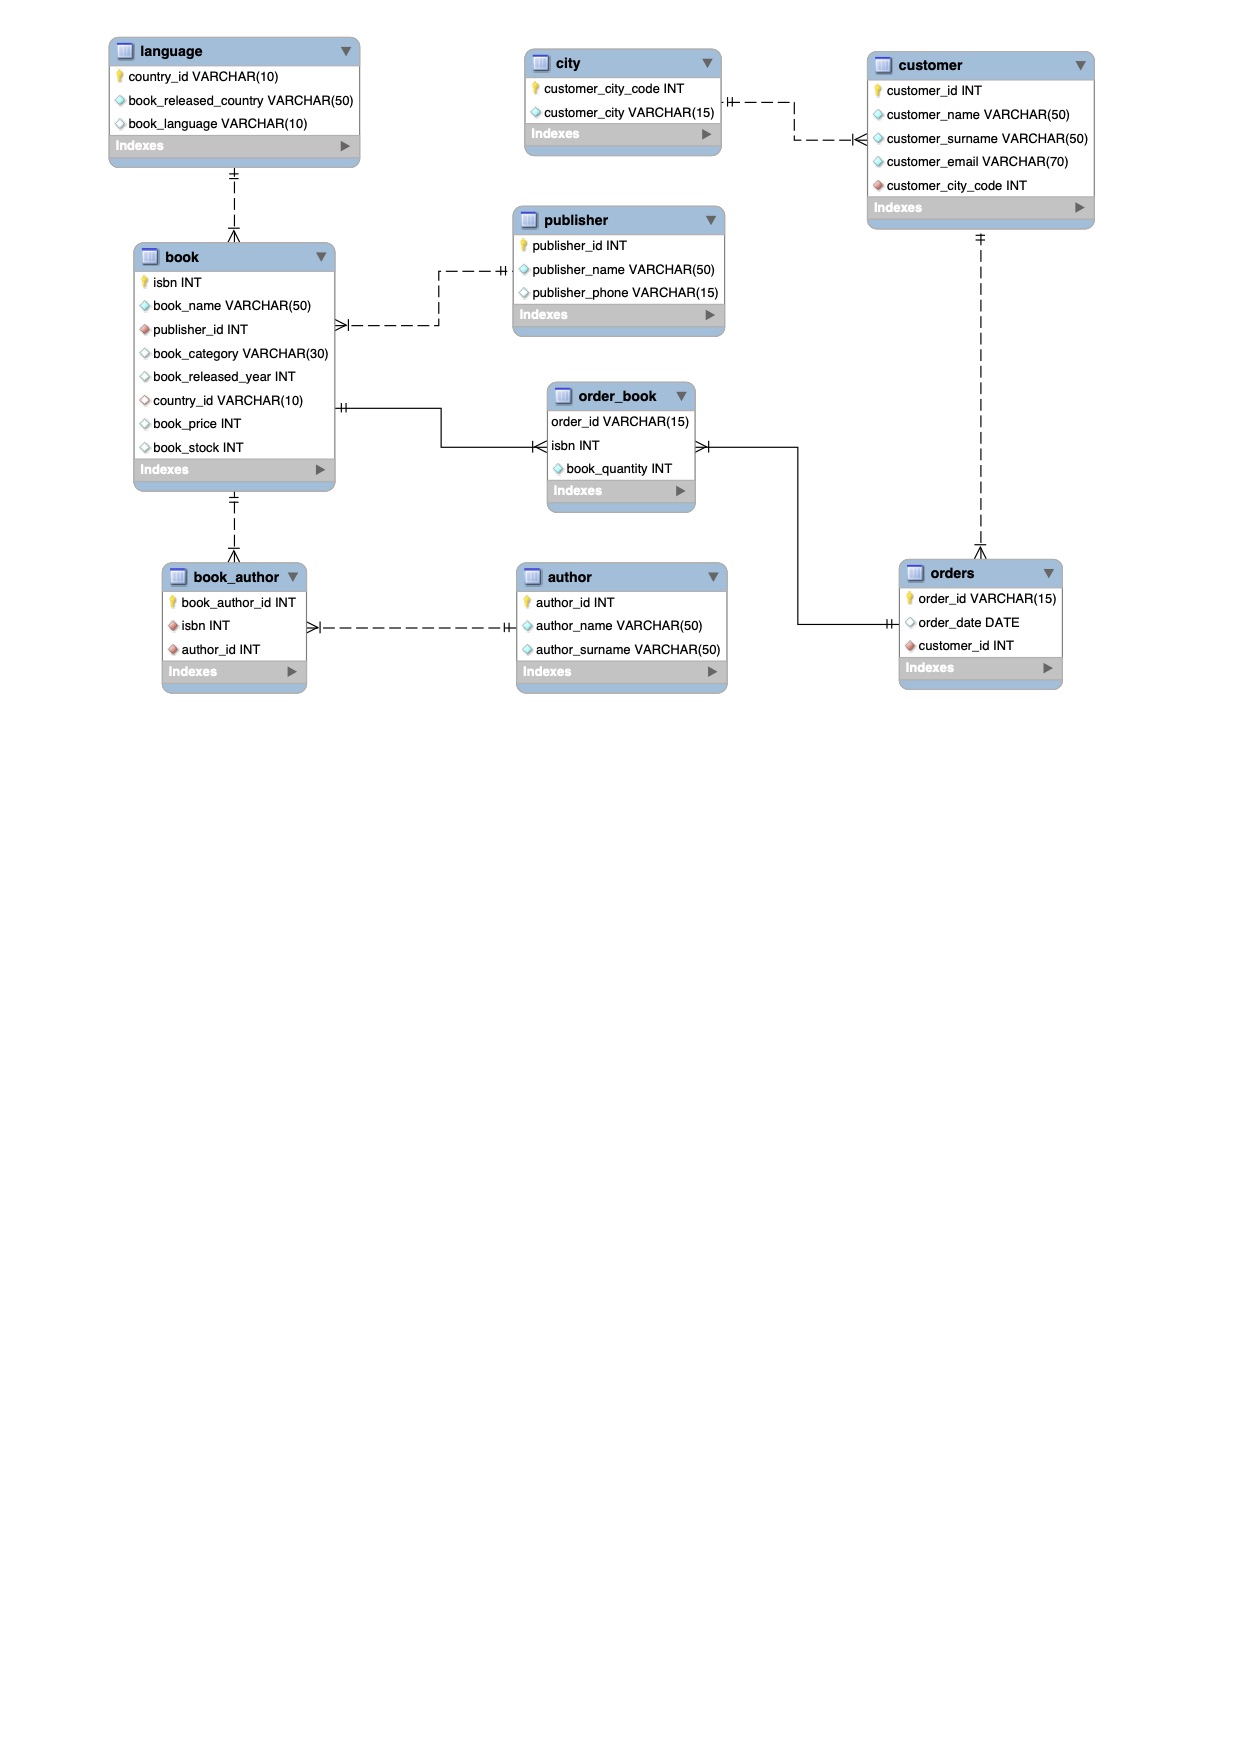 language
country_id VARCHAR(10)
book_released_country VARCHAR(50)
book_language VARCHAR(10)
Indexes
city
customer_city_code INT
customer_city VARCHAR(15)
Indexes
customer
customer_id INT
customer_name VARCHAR(50)
customer_surname VARCHAR(50)
customer_email VARCHAR(70)
customer_city_code INT
Indexes
publisher
publisher_id INT
publisher_name VARCHAR(50)
publisher_phone VARCHAR(15)
Indexes
book
isbn INT
book_name VARCHAR(50)
publisher_id INT
book_category VARCHAR(30)
book_released_year INT
country_id VARCHAR(10)
book_price INT
book_stock INT
Indexes
order_book
order_id VARCHAR(15)
isbn INT
book_quantity INT
Indexes
book_author
book_author_id INT
isbn INT
author_id INT
Indexes
author
author_id INT
author_name VARCHAR(50)
author_surname VARCHAR(50)
Indexes
orders
order_id VARCHAR(15)
order_date DATE
customer_id INT
Indexes